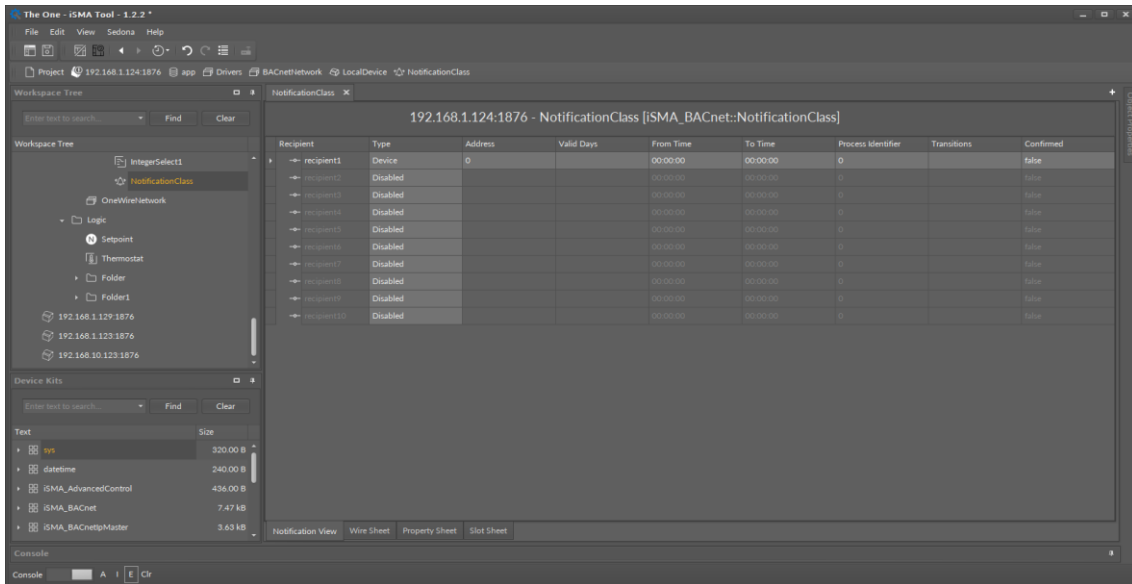 The One - iSMA Tool - 1.2.2 *
File Edit View Sedona Help
Project 192.168.1.124:1876 app Drivers BACnetNetwork LocalDevice NotificationClass
Workspace Tree
NotificationClass
Enter text to search... Find Clear
192.168.1.124:1876 - NotificationClass [iSMA_BACnet::NotificationClass]
Object Properties
Workspace Tree
IntegerSelect1
NotificationClass
OneWireNetwork
Logic
N Setpoint
Thermostat
Folder
Folder1
192.168.1.129:1876
192.168.1.123:1876
192.168.10.123:1876
Recipient Type Address Valid Days From Time To Time Process Identifier Transitions Confirmed
recipient1 Device 0 00:00:00 00:00:00 0 false
recipient2 Disabled 00:00:00 00:00:00 0 false
recipient3 Disabled 00:00:00 00:00:00 0 false
recipient4 Disabled 00:00:00 00:00:00 0 false
recipient5 Disabled 00:00:00 00:00:00 0 false
recipient6 Disabled 00:00:00 00:00:00 0 false
recipient7 Disabled 00:00:00 00:00:00 0 false
recipient8 Disabled 00:00:00 00:00:00 0 false
recipient9 Disabled 00:00:00 00:00:00 0 false
recipient10 Disabled 00:00:00 00:00:00 0 false
Device Kits
Enter text to search... Find Clear
Text Size
sys 320.00 B
datetime 240.00 B
iSMA_AdvancedControl 436.00 B
iSMA_BACnet 7.47 kB
iSMA_BACnetIpMaster 3.63 kB
Notification View Wire Sheet Property Sheet Slot Sheet
Console
Console A I E Clr